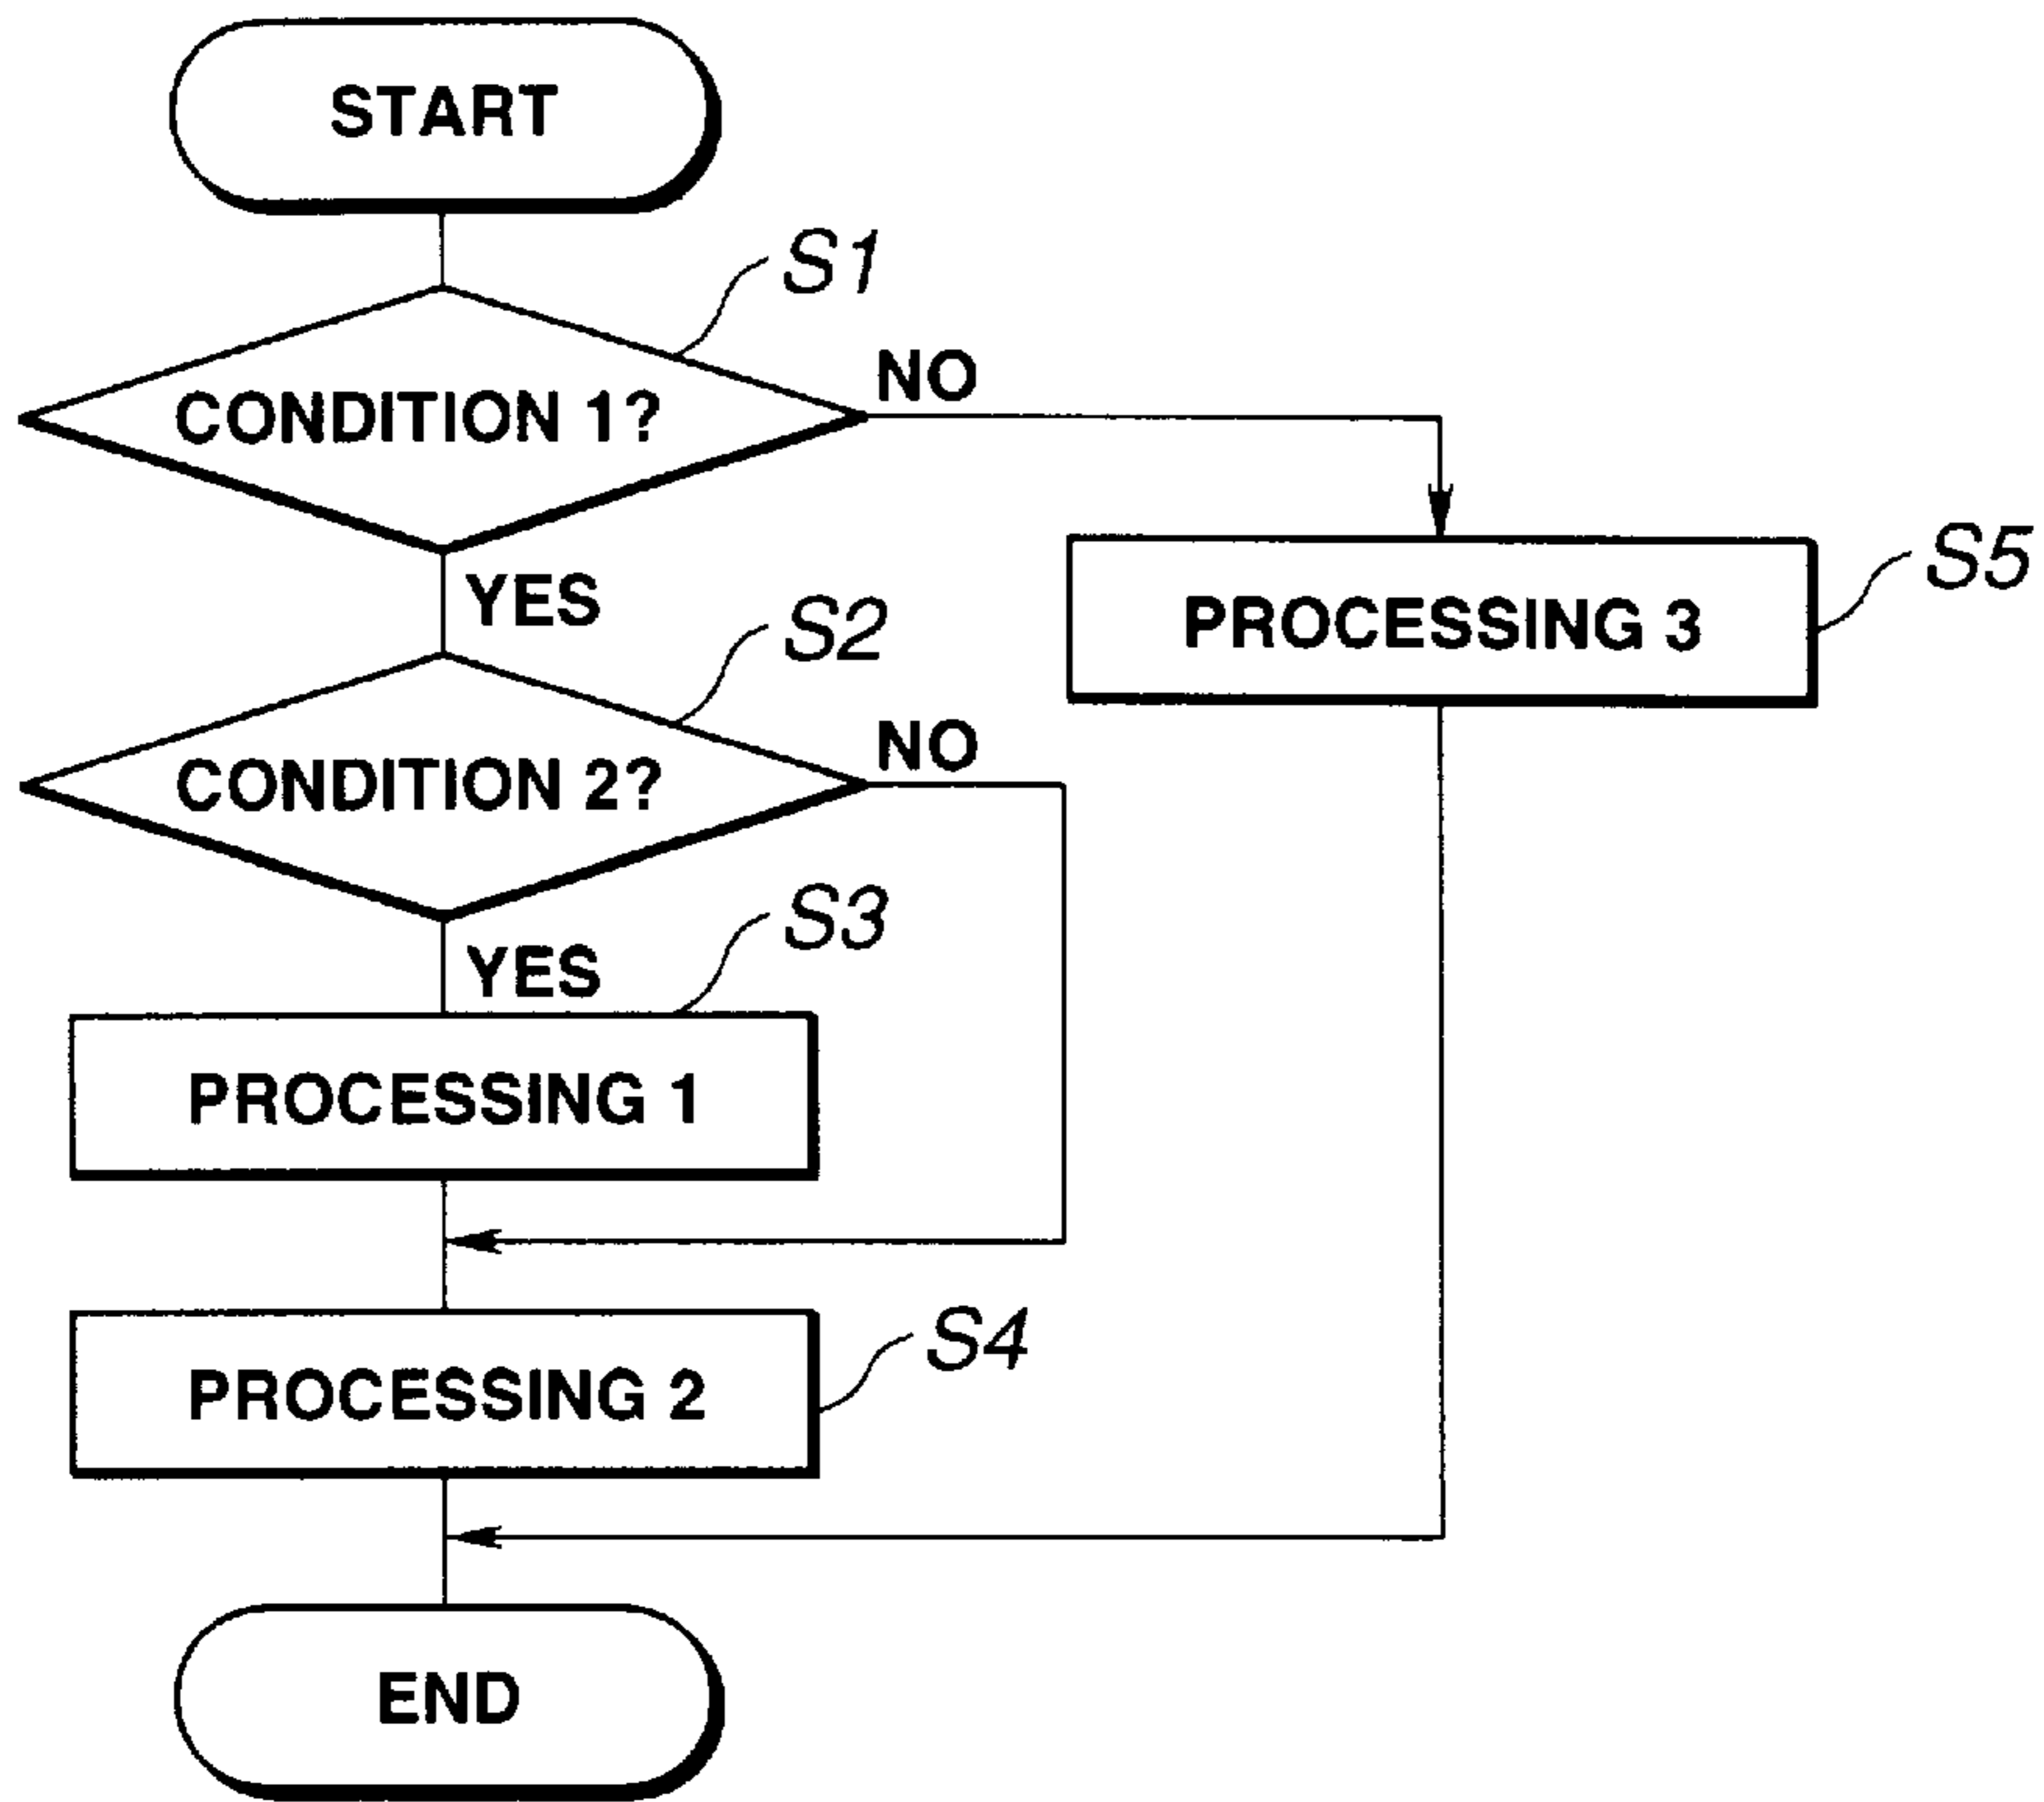 START
S1
CONDITION 1?
NO
YES
S5
PROCESSING 3
S2
NO
CONDITION 2?
S3
YES
PROCESSING 1
S4
PROCESSING 2
END